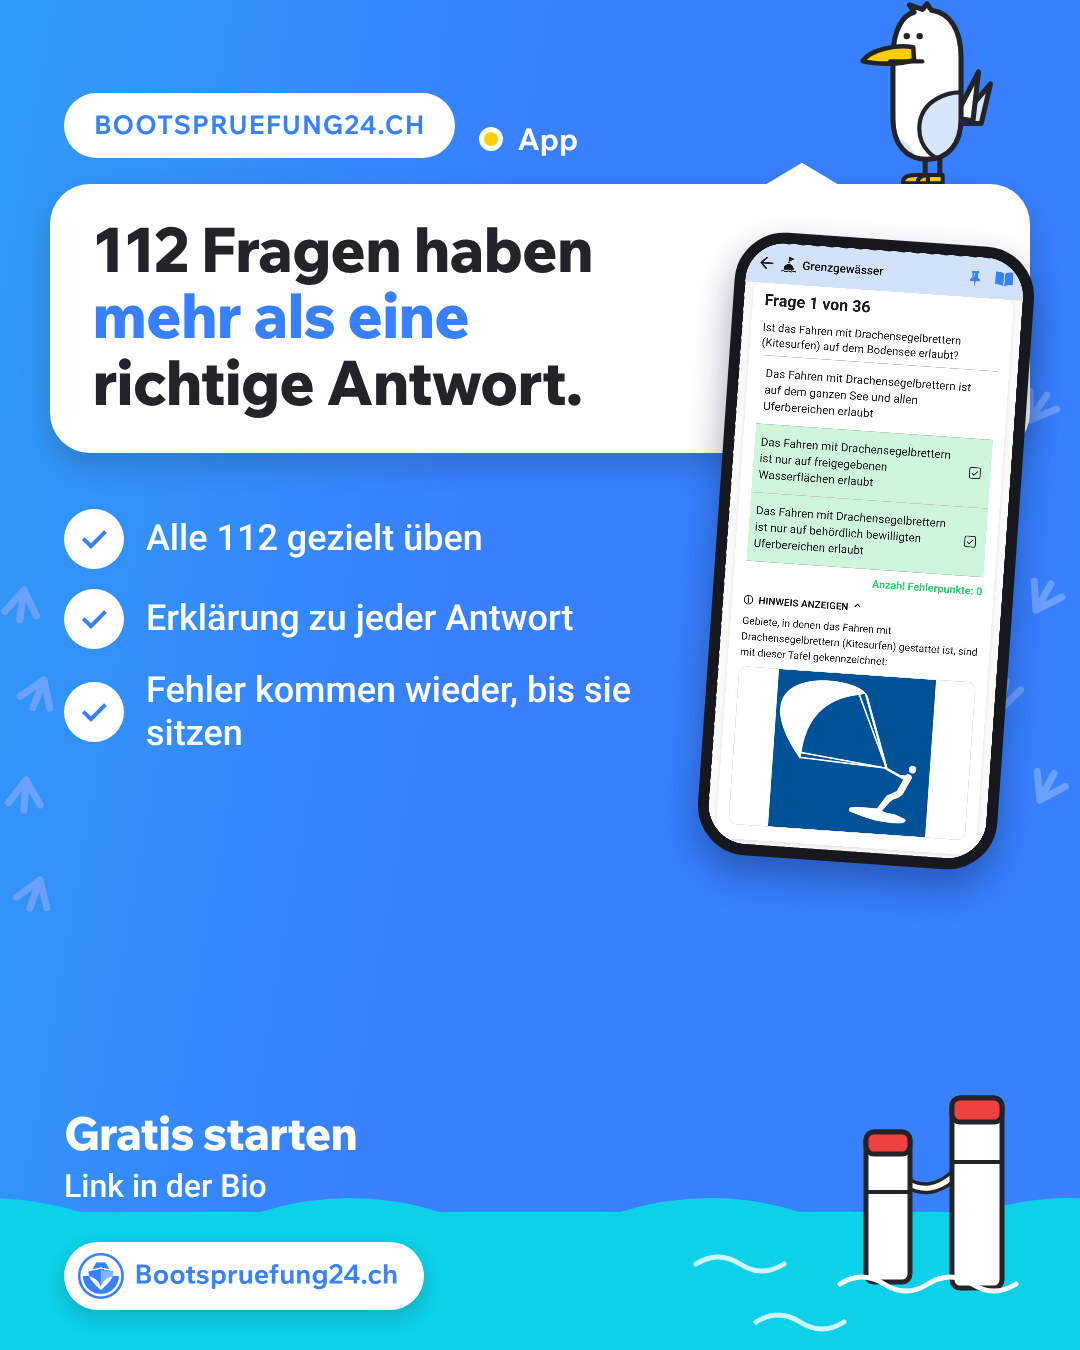 BOOTSPRUEFUNG24.CH
App
112 Fragen haben
mehr als eine
richtige Antwort.
Alle 112 gezielt üben
Erklärung zu jeder Antwort
Fehler kommen wieder, bis sie
sitzen
Grenzgewässer
Frage 1 von 36
Ist das Fahren mit Drachensegelbrettern
(Kitesurfen) auf dem Bodensee erlaubt?
Das Fahren mit Drachensegelbrettern ist
auf dem ganzen See und allen
Uferbereichen erlaubt
Das Fahren mit Drachensegelbrettern
ist nur auf freigegebenen
Wasserflächen erlaubt
Das Fahren mit Drachensegelbrettern
ist nur auf behördlich bewilligten
Uferbereichen erlaubt
Anzahl Fehlerpunkte: 0
HINWEIS ANZEIGEN
Gebiete, in denen das Fahren mit
Drachensegelbrettern (Kitesurfen) gestattet ist, sind
mit dieser Tafel gekennzeichnet:
Gratis starten
Link in der Bio
Bootspruefung24.ch